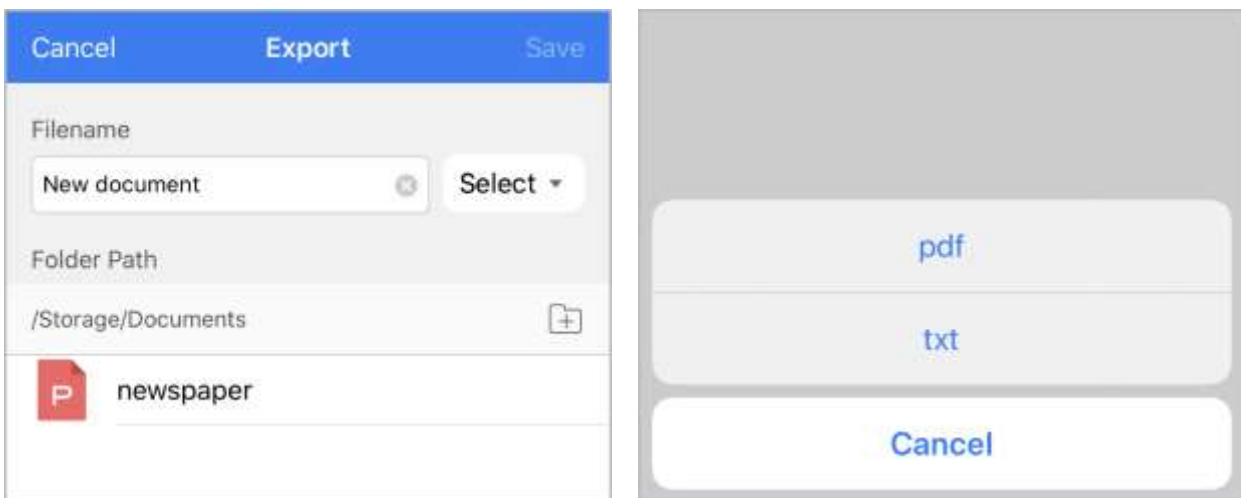 Cancel Export Save
Filename
New document Select
Folder Path
/Storage/Documents
P
newspaper
pdf
txt
Cancel